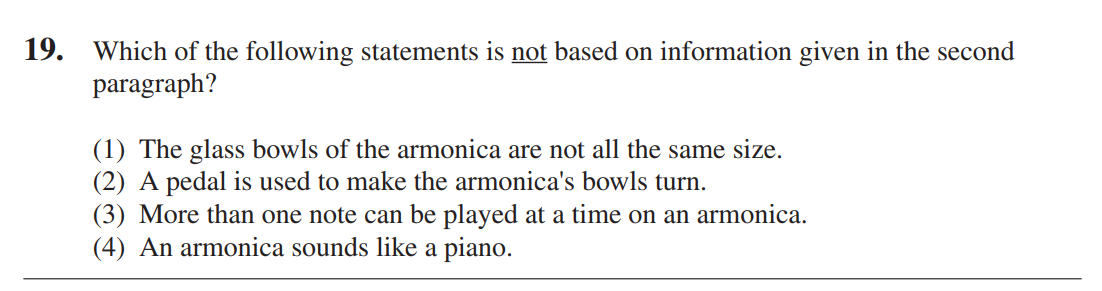 19. Which of the following statements is not based on information given in the second
paragraph?
(1) The glass bowls of the armonica are not all the same size.
(2) A pedal is used to make the armonica's bowls turn.
(3) More than one note can be played at a time on an armonica.
(4) An armonica sounds like a piano.